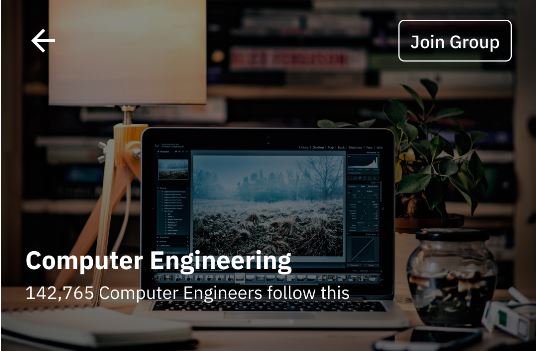 Join Group
Computer Engineering
142,765 Computer Engineers follow this